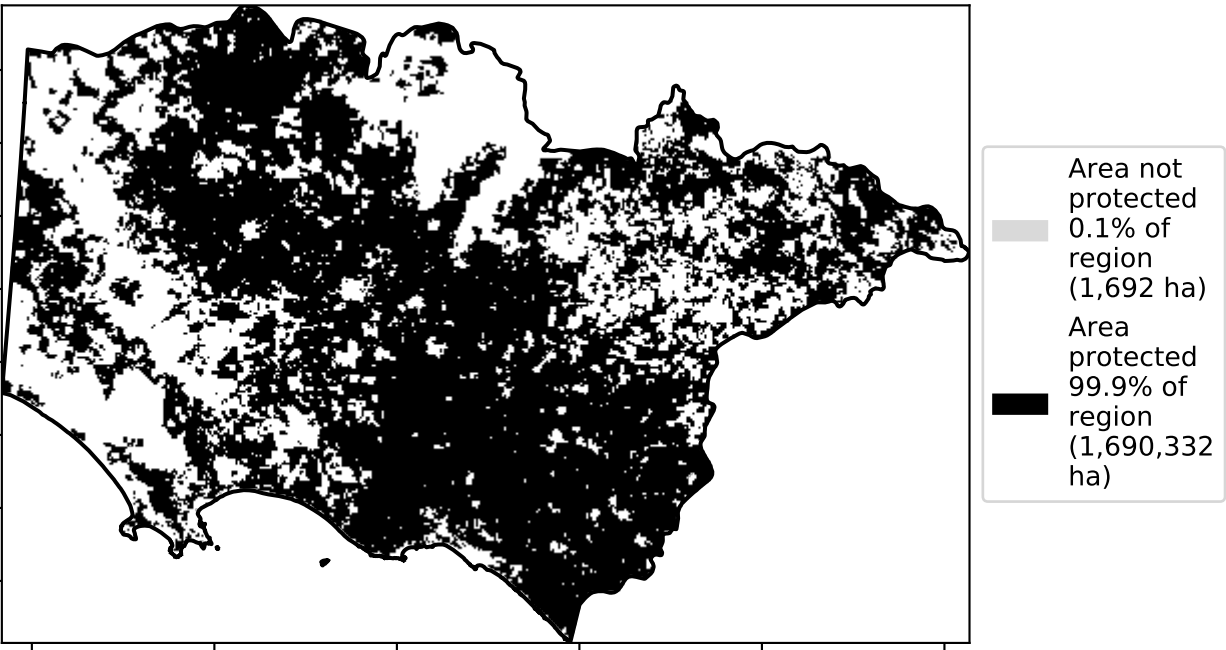 Area not
protected
0.1% of
region
(1,692 ha)
Area
protected
99.9% of
region
(1,690,332
ha)